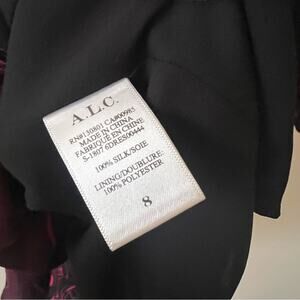 A.L.C.
RN#130801 CA#00985
MADE IN CHINA
FABRIQUÉ EN CHINE
S-1807 6DRES00444
100% SILK/SOIE
LINING/DOUBLURE:
100% POLYESTER
8